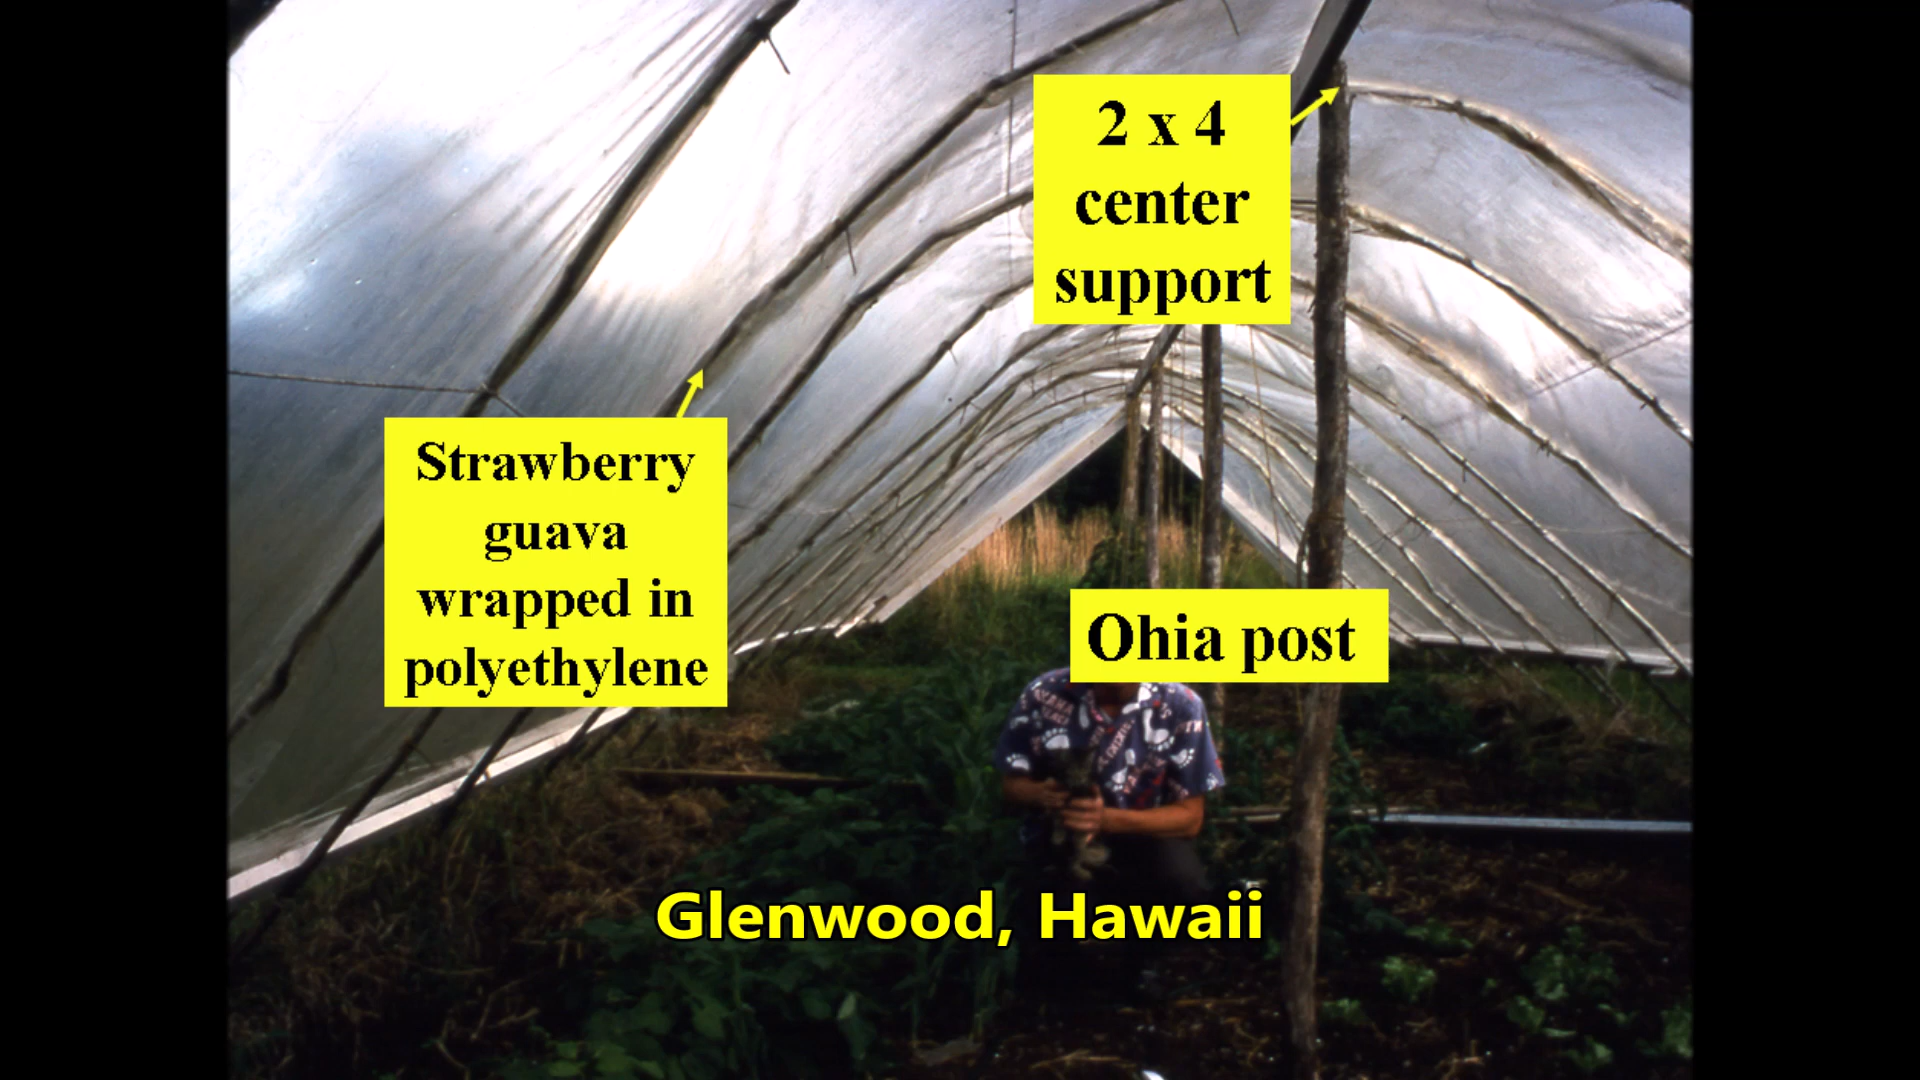 2 x 4
center
support
Strawberry
guava
wrapped in
polyethylene
Ohia post
Glenwood, Hawaii